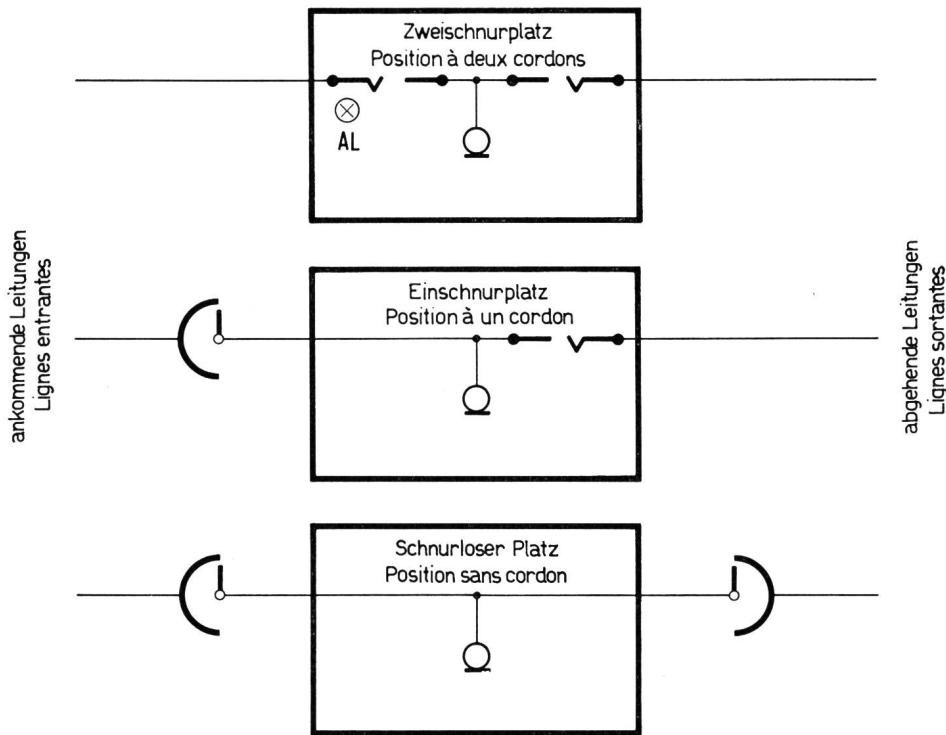 Zweischnurplatz
Position à deux cordons
AL
ankommende Leitungen
Lignes entrantes
Einschnurplatz
Position à un cordon
abgehende Leitungen
Lignes sortantes
Schnurloser Platz
Position sans cordon